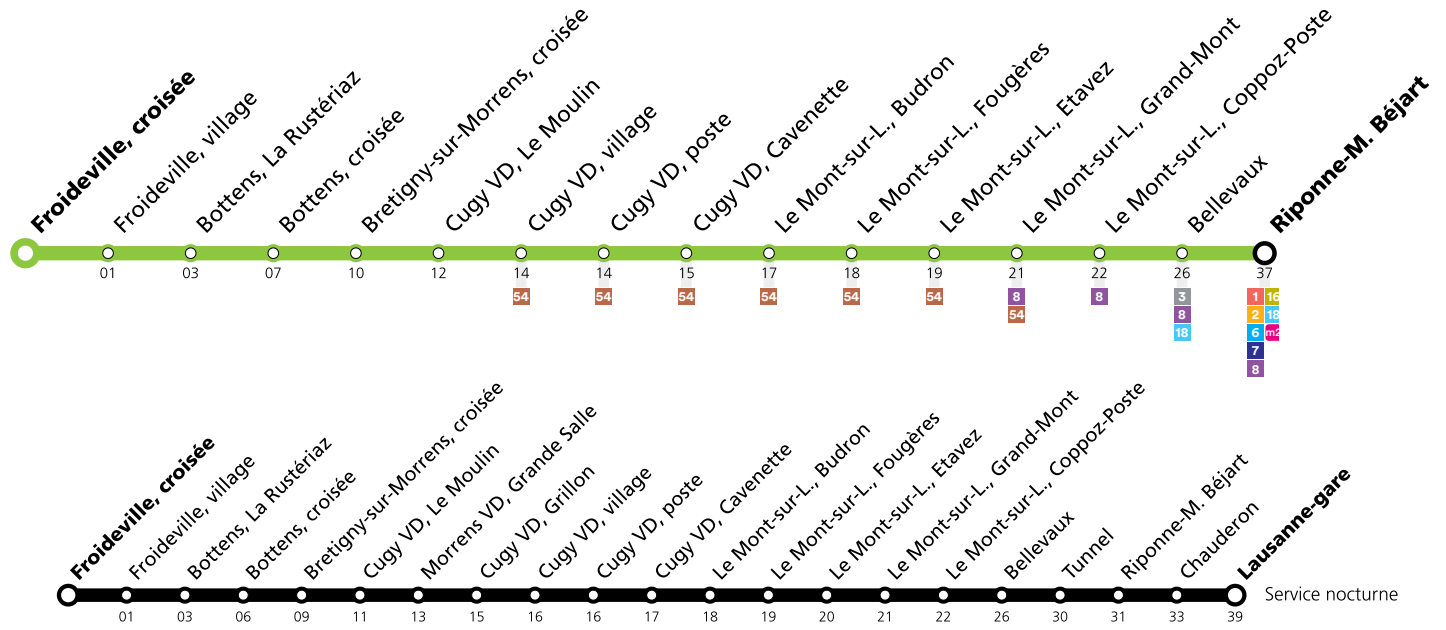 Froideville, croisée
Froideville, village
Bottens, La Rustériaz
Bottens, croisée
Bretigny-sur-Morrens, croisée
Cugy VD, Le Moulin
Cugy VD, village
Cugy VD, poste
Cugy VD, Cavenette
Le Mont-sur-L., Budron
Le Mont-sur-L., Fougères
Le Mont-sur-L., Etavez
Le Mont-sur-L., Grand-Mont
Le Mont-sur-L., Coppoz-Poste
Bellevaux
Riponne-M. Béjart
01 03 07 10 12 14 14 15 17 18 19 21 22 26 37
54 54 54 54 54 54 8 8 3 1 16
54 8 2 18
18 6 m2
7
8
Froideville, croisée
Froideville, village
Bottens, La Rustériaz
Bottens, croisée
Bretigny-sur-Morrens, croisée
Cugy VD, Le Moulin
Morrens VD, Grande Salle
Cugy VD, Grillon
Cugy VD, village
Cugy VD, poste
Cugy VD, Cavenette
Le Mont-sur-L., Budron
Le Mont-sur-L., Fougères
Le Mont-sur-L., Etavez
Le Mont-sur-L., Grand-Mont
Le Mont-sur-L., Coppoz-Poste
Bellevaux
Tunnel
Riponne-M. Béjart
Chauderon
Lausanne-gare
Service nocturne
01 03 06 09 11 13 15 16 16 17 18 19 20 21 22 26 30 31 33 39